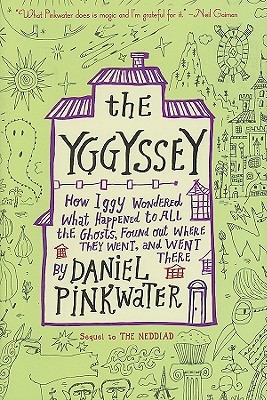 "What Pinkwater does is magic and I'm grateful for it." —Neil Gaiman
the
YGGYSSEY
How Iggy Wondered
What Happened to ALL
the Ghosts, Found out WHERE
THEY WENT, and WENT
THERE
BY DANIEL
PINKWATER
Sequel to THE NEDDIAD